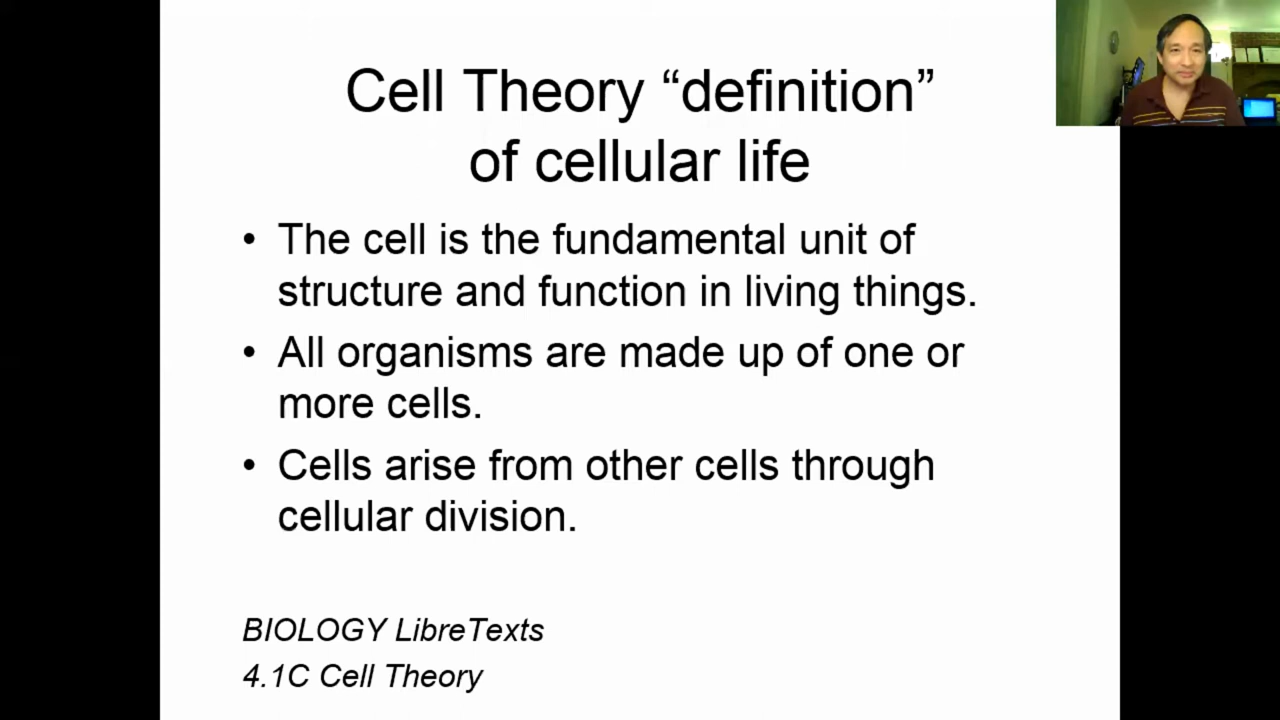 Cell Theory “definition”
of cellular life
• The cell is the fundamental unit of
structure and function in living things.
• All organisms are made up of one or
more cells.
• Cells arise from other cells through
cellular division.
BIOLOGY LibreTexts
4.1C Cell Theory